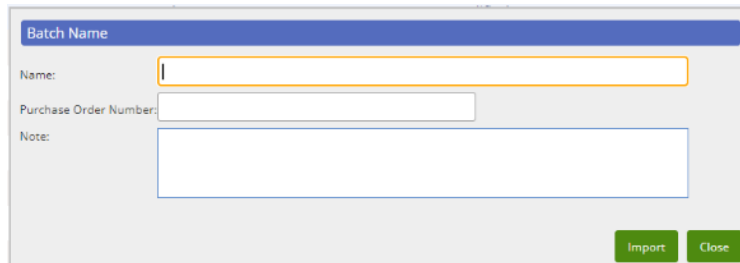 Batch Name
Name:
Purchase Order Number:
Note:
Import Close